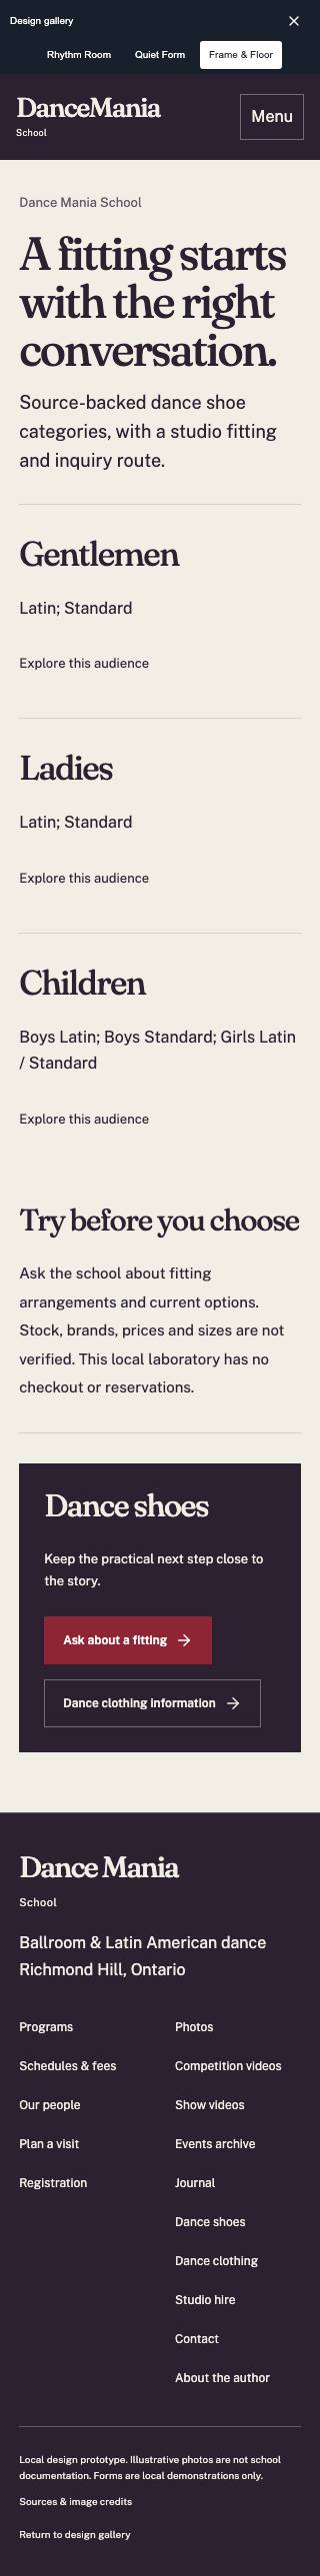 Design gallery
Rhythm Room Quiet Form Frame & Floor
DanceMania
School
Menu
Dance Mania School
A fitting starts
with the right
conversation.
Source-backed dance shoe
categories, with a studio fitting
and inquiry route.
Gentlemen
Latin; Standard
Explore this audience
Ladies
Latin; Standard
Explore this audience
Children
Boys Latin; Boys Standard; Girls Latin
/ Standard
Explore this audience
Try before you choose
Ask the school about fitting
arrangements and current options.
Stock, brands, prices and sizes are not
verified. This local laboratory has no
checkout or reservations.
Dance shoes
Keep the practical next step close to
the story.
Ask about a fitting →
Dance clothing information →
Dance Mania
School
Ballroom & Latin American dance
Richmond Hill, Ontario
Programs
Schedules & fees
Our people
Plan a visit
Registration
Photos
Competition videos
Show videos
Events archive
Journal
Dance shoes
Dance clothing
Studio hire
Contact
About the author
Local design prototype. Illustrative photos are not school
documentation. Forms are local demonstrations only.
Sources & image credits
Return to design gallery